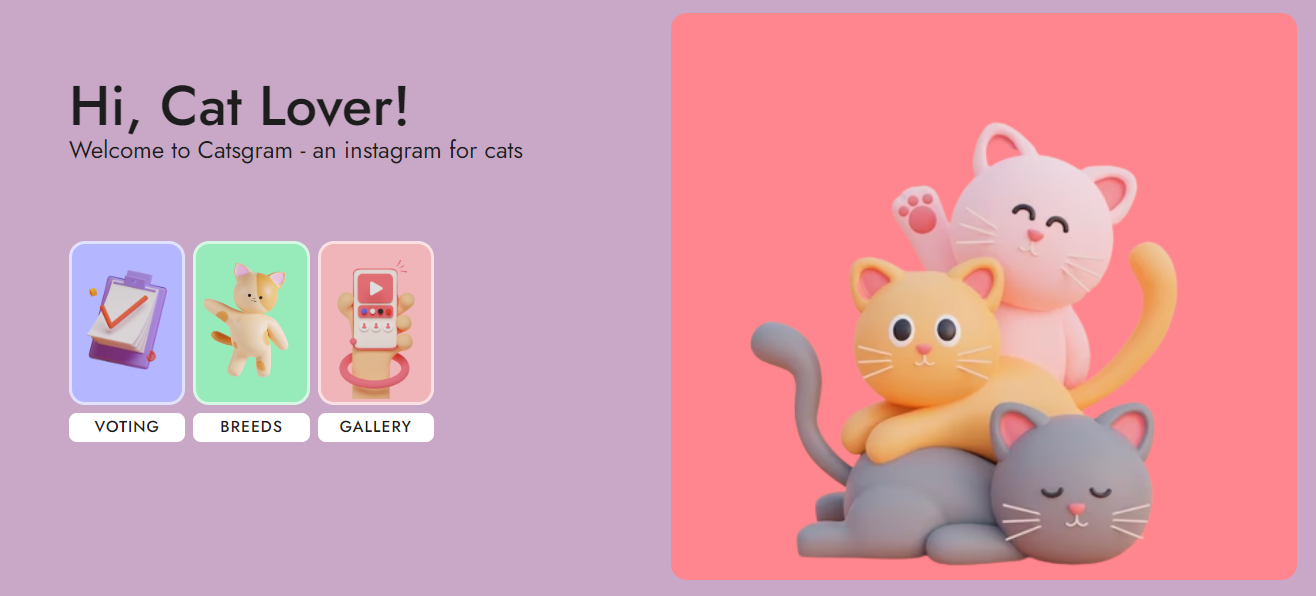 Hi, Cat Lover!
Welcome to Catsgram - an instagram for cats
VOTING
BREEDS
GALLERY